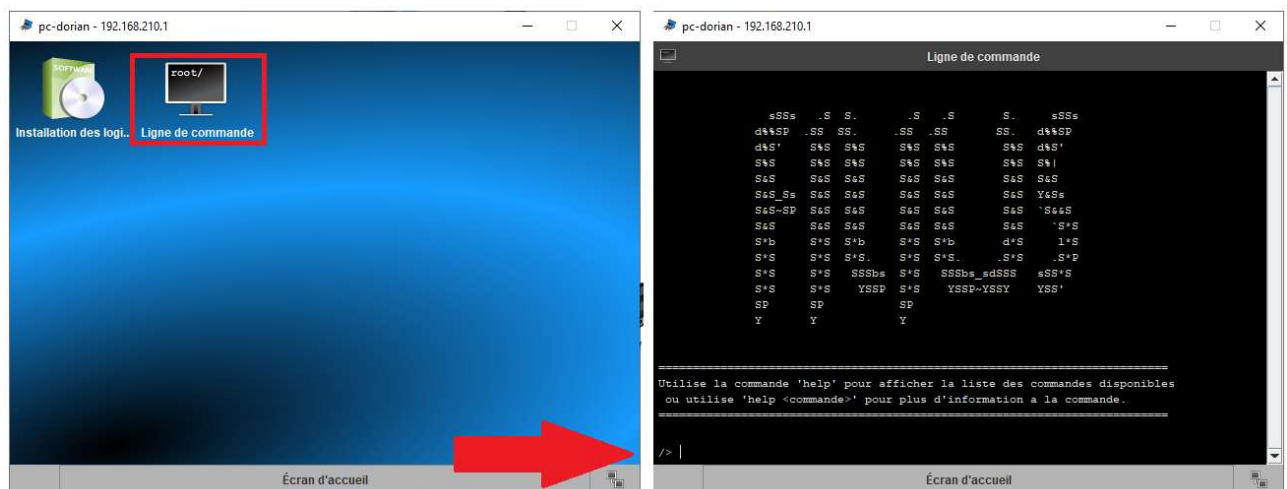 pc-dorian - 192.168.210.1
SOFTWARE
root/
Installation des logi..
Ligne de commande
Écran d'accueil
pc-dorian - 192.168.210.1
Ligne de commande
FILIUS
Utilise la commande 'help' pour afficher la liste des commandes disponibles
ou utilise 'help <commande>' pour plus d'information a la commande.
/>
Écran d'accueil